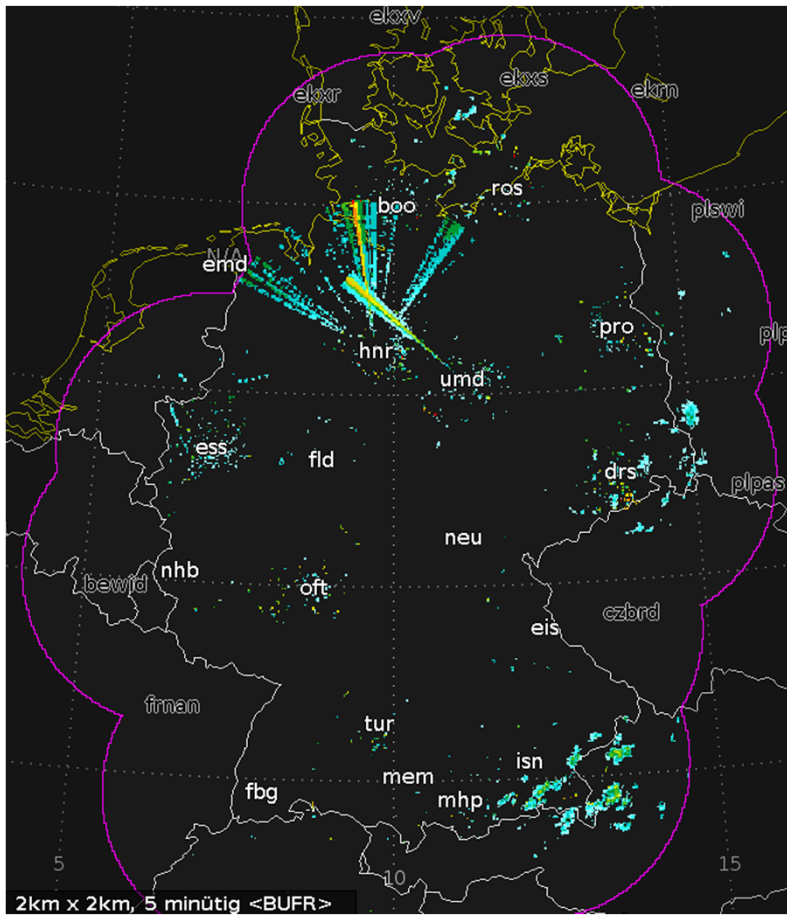 ekxv
ekxr
ekxs
ekrn
ros
boo
plswi
N/A
emd
pro
plp
hnr
umd
ess
fld
drs
plpas
neu
nhb
bewid
oft
czbrd
eis
frnan
tur
isn
mem
fbg
mhp
5
10
15
2km x 2km, 5 minütig <BUFR>